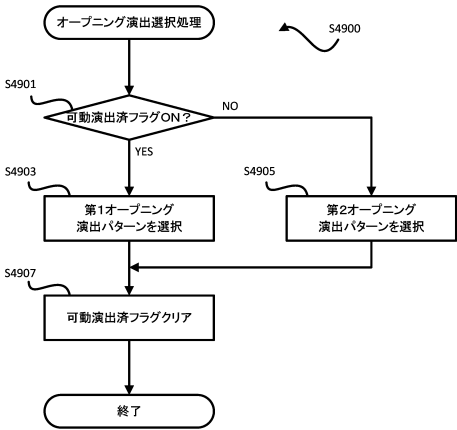 オープニング演出選択処理
S4900
S4901
可動演出済フラグON？
NO
YES
S4903
第1オープニング
演出パターンを選択
S4905
第2オープニング
演出パターンを選択
S4907
可動演出済フラグクリア
終了